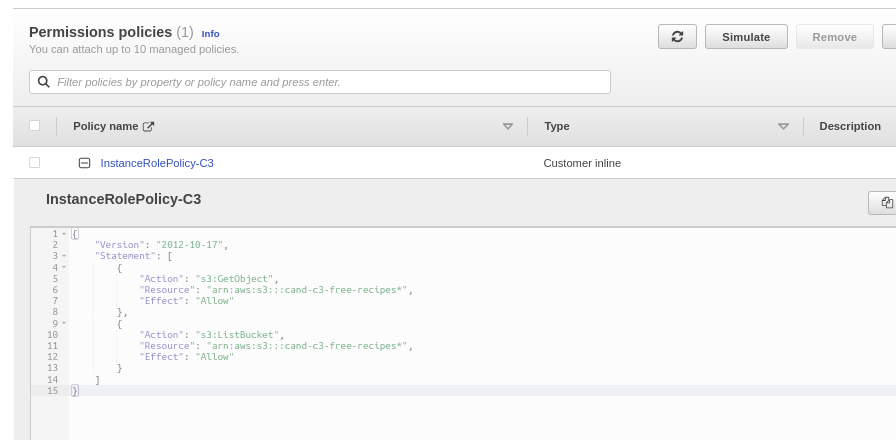 Permissions policies (1) Info
You can attach up to 10 managed policies.
Simulate
Remove
Filter policies by property or policy name and press enter.
Policy name
Type
Description
InstanceRolePolicy-C3
Customer inline
InstanceRolePolicy-C3
1 {
2 "Version": "2012-10-17",
3 "Statement": [
4 {
5 "Action": "s3:GetObject",
6 "Resource": "arn:aws:s3:::cand-c3-free-recipes*",
7 "Effect": "Allow"
8 },
9 {
10 "Action": "s3:ListBucket",
11 "Resource": "arn:aws:s3:::cand-c3-free-recipes*",
12 "Effect": "Allow"
13 }
14 ]
15 }